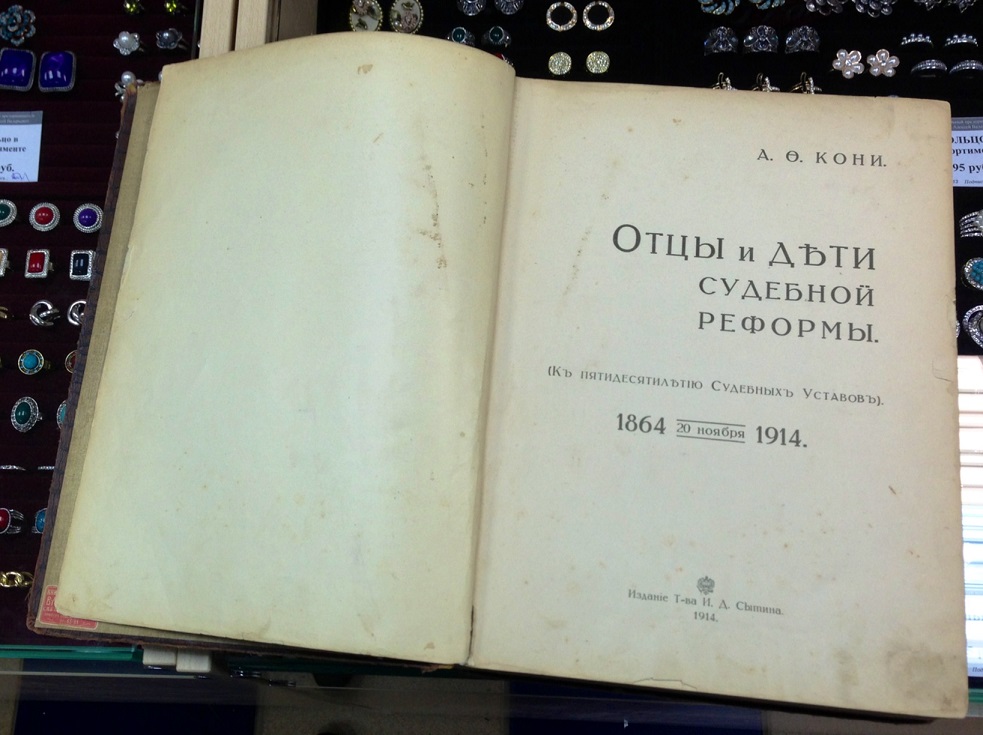 А. Ѳ. КОНИ.
ОТЦЫ и ДѢТИ
СУДЕБНОЙ
РЕФОРМЫ.
(Къ пятидесятилѣтію Судебныхъ Уставовъ).
1864 20 ноября 1914.
Изданіе Т-ва И. Д. Сытина.
1914.